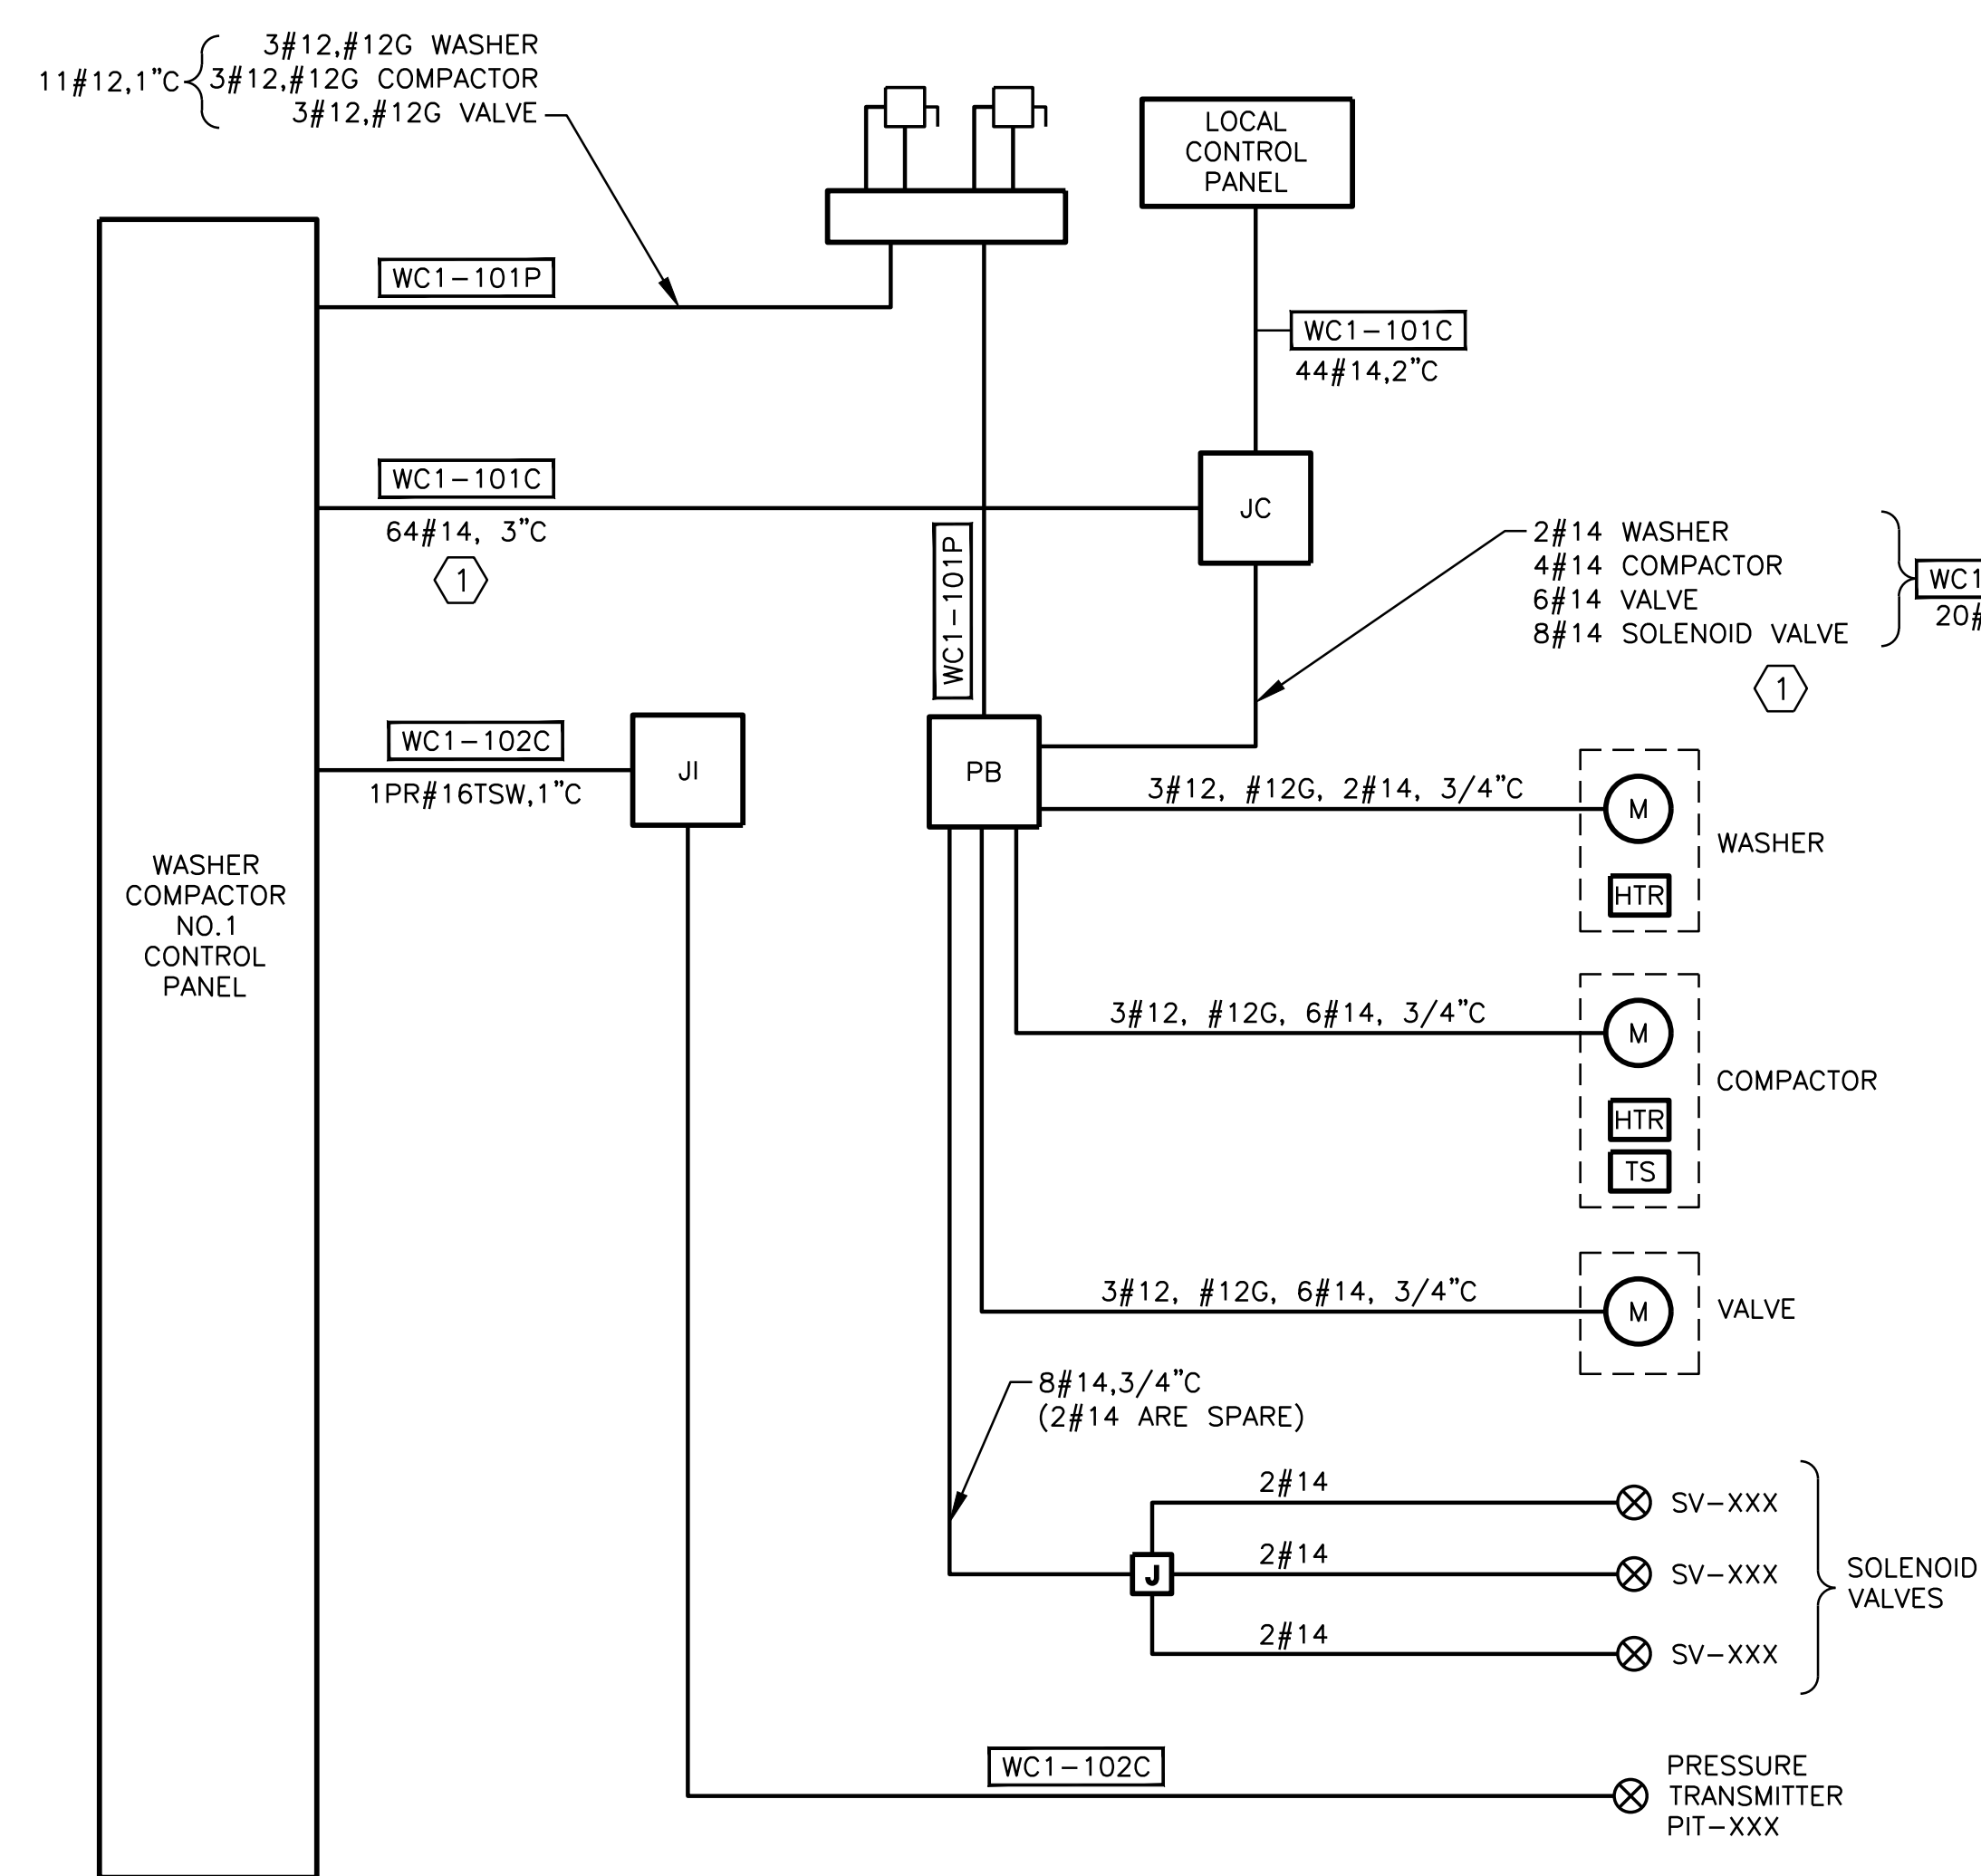 3#12,#12G WASHER
11#12,1"C
3#12,#12G COMPACTOR
3#12,#12G VALVE
LOCAL
CONTROL
PANEL
WC1-101P
WC1-101C
44#14,2"C
WC1-101C
64#14, 3"C
1
JC
WC1-101P
2#14 WASHER
4#14 COMPACTOR
6#14 VALVE
8#14 SOLENOID VALVE
WC1
20#
1
WC1-102C
1PR#16TSW,1"C
JI
PB
3#12, #12G, 2#14, 3/4"C
M
HTR
WASHER
WASHER
COMPACTOR
NO.1
CONTROL
PANEL
3#12, #12G, 6#14, 3/4"C
M
HTR
TS
COMPACTOR
3#12, #12G, 6#14, 3/4"C
M
VALVE
8#14,3/4"C
(2#14 ARE SPARE)
2#14
SV-XXX
J
2#14
SV-XXX
2#14
SV-XXX
SOLENOID
VALVES
WC1-102C
PRESSURE
TRANSMITTER
PIT-XXX